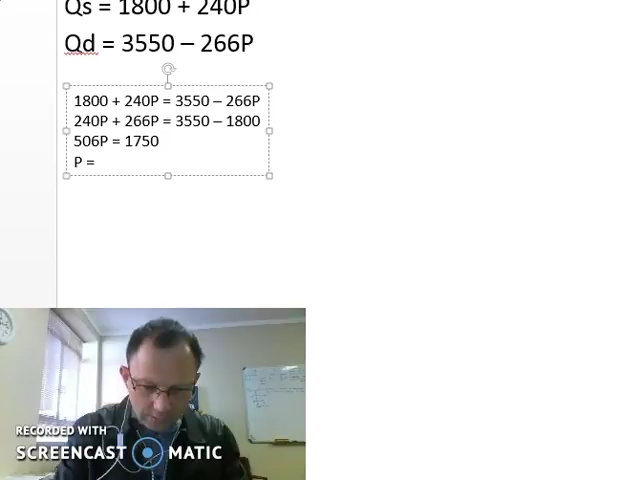 Qs = 1800 + 240P
Qd = 3550 – 266P
1800 + 240P = 3550 – 266P
240P + 266P = 3550 – 1800
506P = 1750
P =
RECORDED WITH
SCREENCAST MATIC